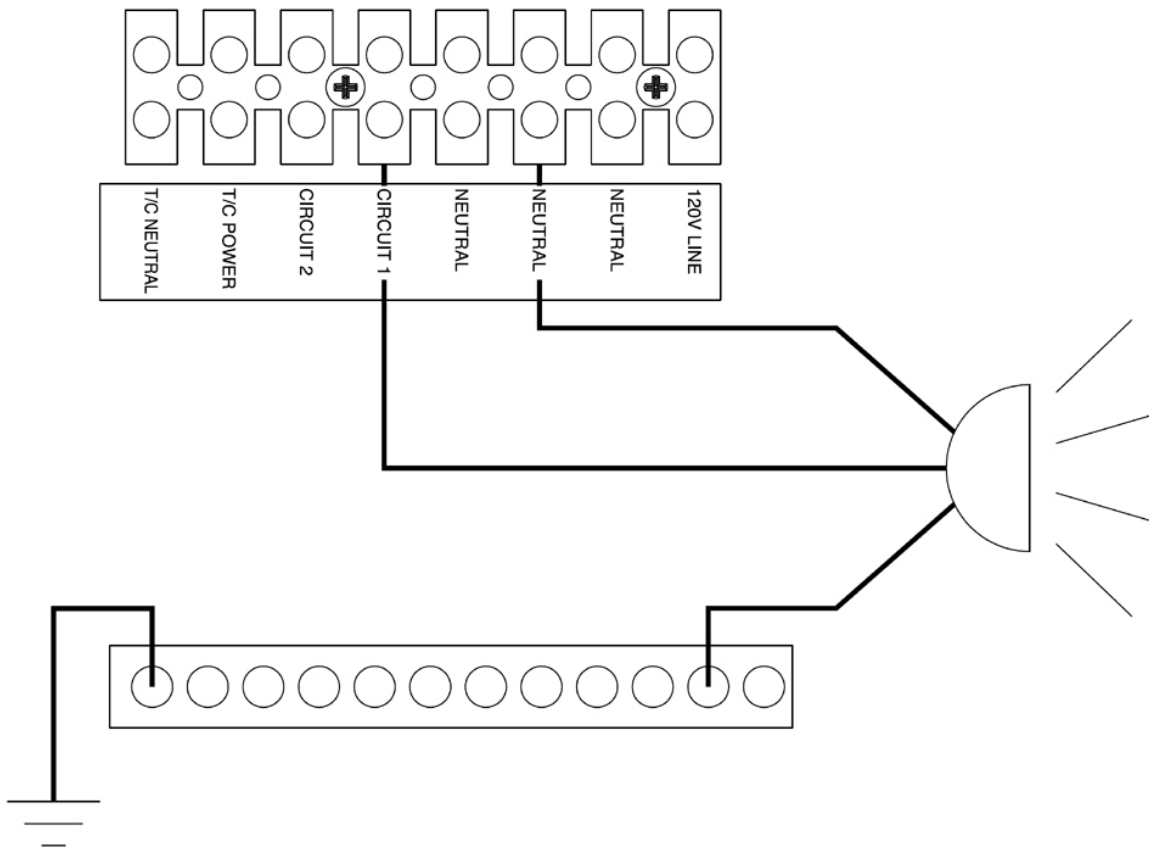 T/C NEUTRAL
T/C POWER
CIRCUIT 2
CIRCUIT 1
NEUTRAL
NEUTRAL
NEUTRAL
120V LINE